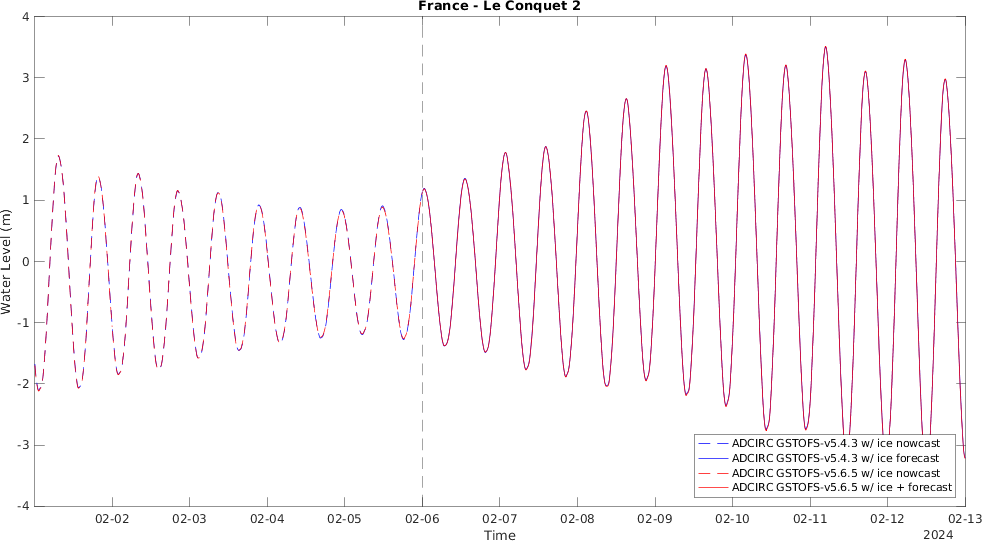 France - Le Conquet 2
Water Level (m)
4
3
2
1
0
-1
-2
-3
-4
ADCIRC GSTOFS-v5.4.3 w/ ice nowcast
ADCIRC GSTOFS-v5.4.3 w/ ice forecast
ADCIRC GSTOFS-v5.6.5 w/ ice nowcast
ADCIRC GSTOFS-v5.6.5 w/ ice + forecast
02-02 02-03 02-04 02-05 02-06 02-07 02-08 02-09 02-10 02-11 02-12 02-13
Time
2024